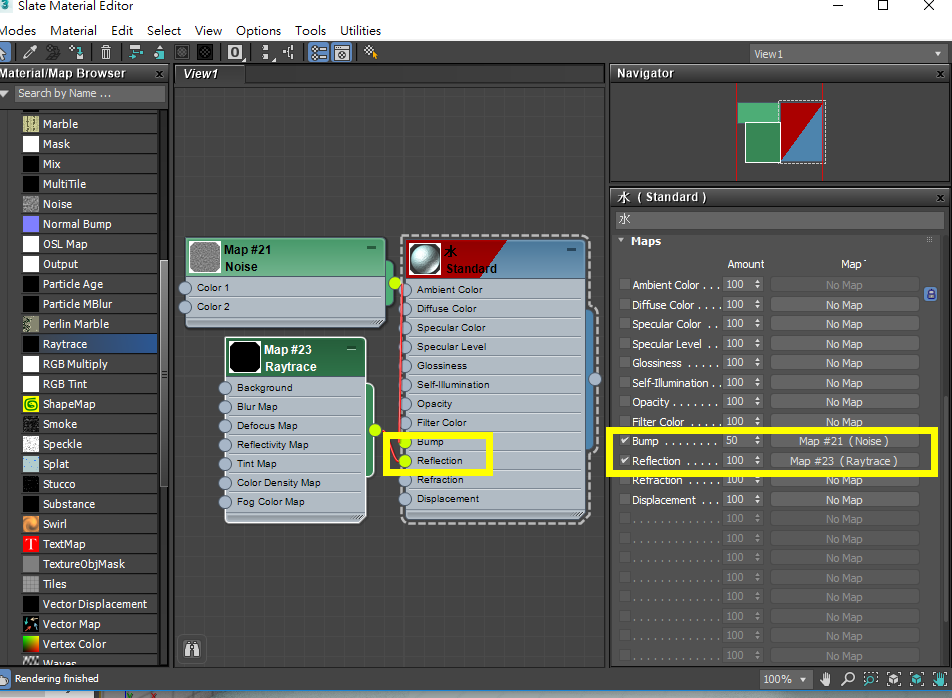 Slate Material Editor
Modes Material Edit Select View Options Tools Utilities
View1
Material/Map Browser
Search by Name ...
Marble
Mask
Mix
MultiTile
Noise
Normal Bump
OSL Map
Output
Particle Age
Particle MBlur
Perlin Marble
Raytrace
RGB Multiply
RGB Tint
ShapeMap
Smoke
Speckle
Splat
Stucco
Substance
Swirl
TextMap
TextureObjMask
Tiles
Vector Displacement
Vector Map
Vertex Color
Waves
View1
Map #21
Noise
Color 1
Color 2
Map #23
Raytrace
Background
Blur Map
Defocus Map
Reflectivity Map
Tint Map
Color Density Map
Fog Color Map
水
Standard
Ambient Color
Diffuse Color
Specular Color
Specular Level
Glossiness
Self-Illumination
Opacity
Filter Color
Bump
Reflection
Refraction
Displacement
Navigator
水 ( Standard )
水
Maps
Amount Map
Ambient Color . . . 100 No Map
Diffuse Color . . . . 100 No Map
Specular Color . . 100 No Map
Specular Level . . 100 No Map
Glossiness . . . . . 100 No Map
Self-Illumination . 100 No Map
Opacity . . . . . . . 100 No Map
Filter Color . . . . . 100 No Map
Bump . . . . . . . . 50 Map #21 ( Noise )
Reflection . . . . . 100 Map #23 ( Raytrace )
Refraction . . . . . 100 No Map
Displacement . . . 100 No Map
. . . . . . . . . . . . 100 No Map
. . . . . . . . . . . . 100 No Map
. . . . . . . . . . . . 100 No Map
. . . . . . . . . . . . 100 No Map
. . . . . . . . . . . . 100 No Map
. . . . . . . . . . . . 100 No Map
. . . . . . . . . . . . 100 No Map
. . . . . . . . . . . . 100 No Map
Rendering finished
100%